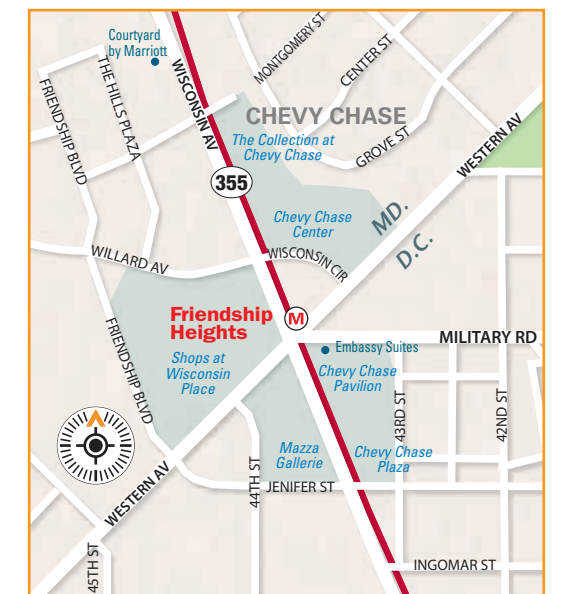 Courtyard
by Marriott
MONTGOMERY ST
CENTER ST
WISCONSIN AV
THE HILLS PLAZA
FRIENDSHIP BLVD
CHEVY CHASE
The Collection at
Chevy Chase
GROVE ST
WESTERN AV
355
Chevy Chase
Center
MD.
D.C.
WILLARD AV
WISCONSIN CIR
Friendship
Heights
M
MILITARY RD
Embassy Suites
Shops at
Wisconsin
Place
Chevy Chase
Pavilion
FRIENDSHIP BLVD
43RD ST
42ND ST
Mazza
Gallerie
Chevy Chase
Plaza
WESTERN AV
44TH ST
JENIFER ST
45TH ST
INGOMAR ST